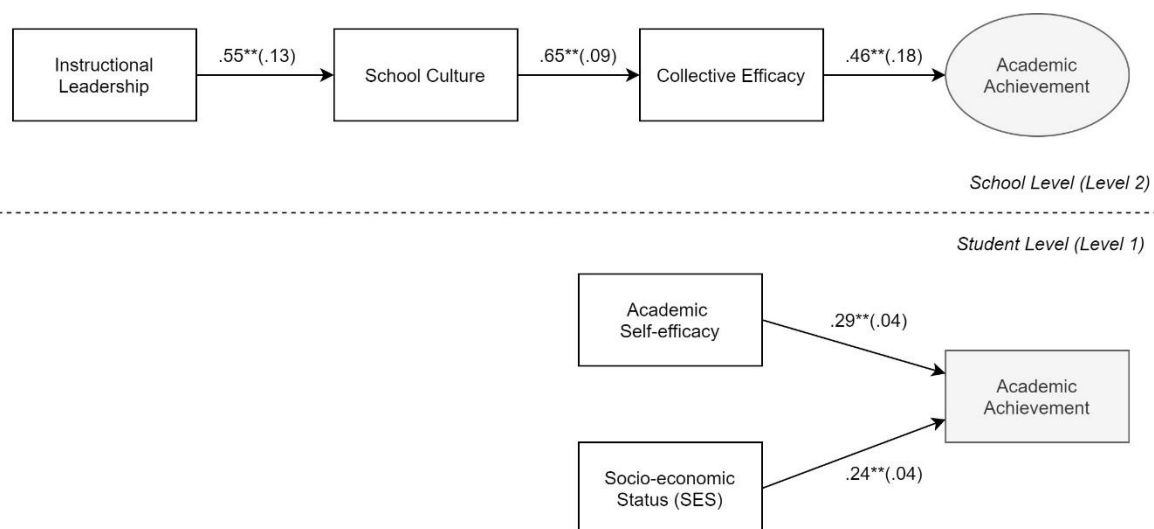 Instructional
Leadership
.55**(.13)
School Culture
.65**(.09)
Collective Efficacy
.46**(.18)
Academic
Achievement
School Level (Level 2)
Student Level (Level 1)
Academic
Self-efficacy
.29**(.04)
Academic
Achievement
Socio-economic
Status (SES)
.24**(.04)